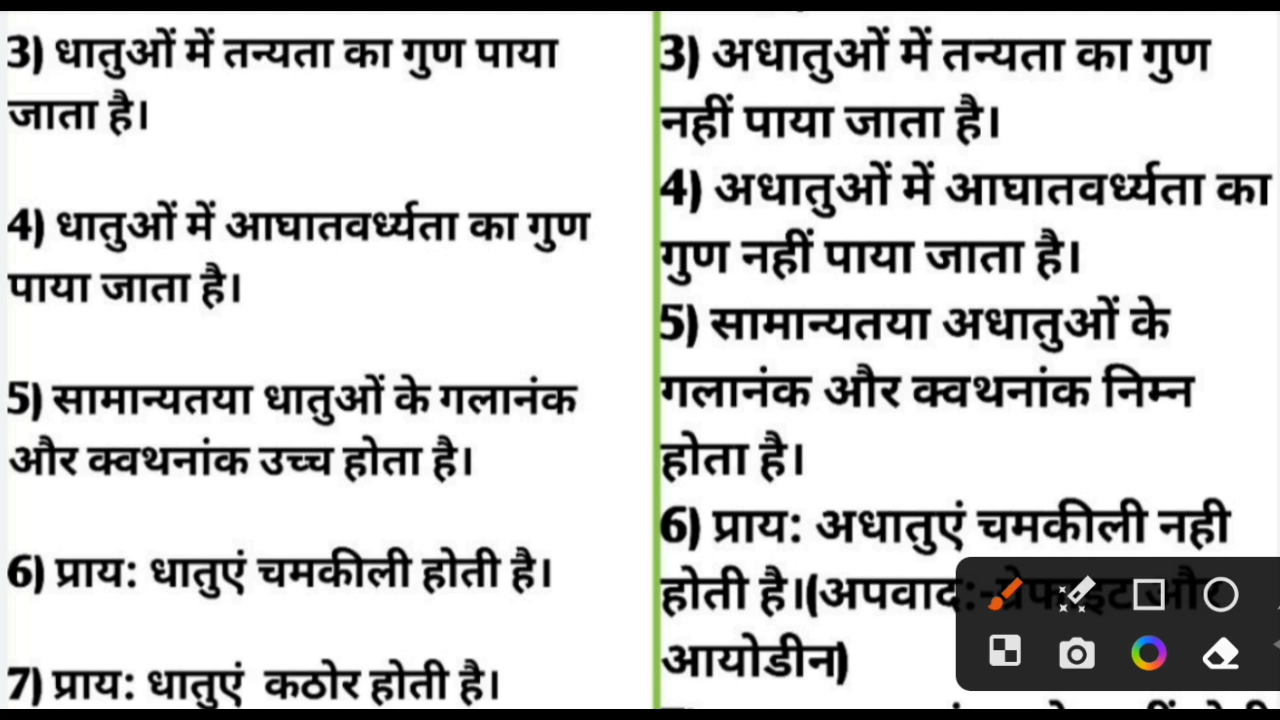 3) धातुओं में तन्यता का गुण पाया
जाता है।
4) धातुओं में आघातवर्ध्यता का गुण
पाया जाता है।
5) सामान्यतया धातुओं के गलानंक
और क्वथनांक उच्च होता है।
6) प्राय: धातुएं चमकीली होती है।
7) प्राय: धातुएं कठोर होती है।
3) अधातुओं में तन्यता का गुण
नहीं पाया जाता है।
4) अधातुओं में आघातवर्ध्यता का
गुण नहीं पाया जाता है।
5) सामान्यतया अधातुओं के
गलानंक और क्वथनांक निम्न
होता है।
6) प्राय: अधातुएं चमकीली नही
होती है।(अपवाद:-ग्रेफाइट और
आयोडीन)